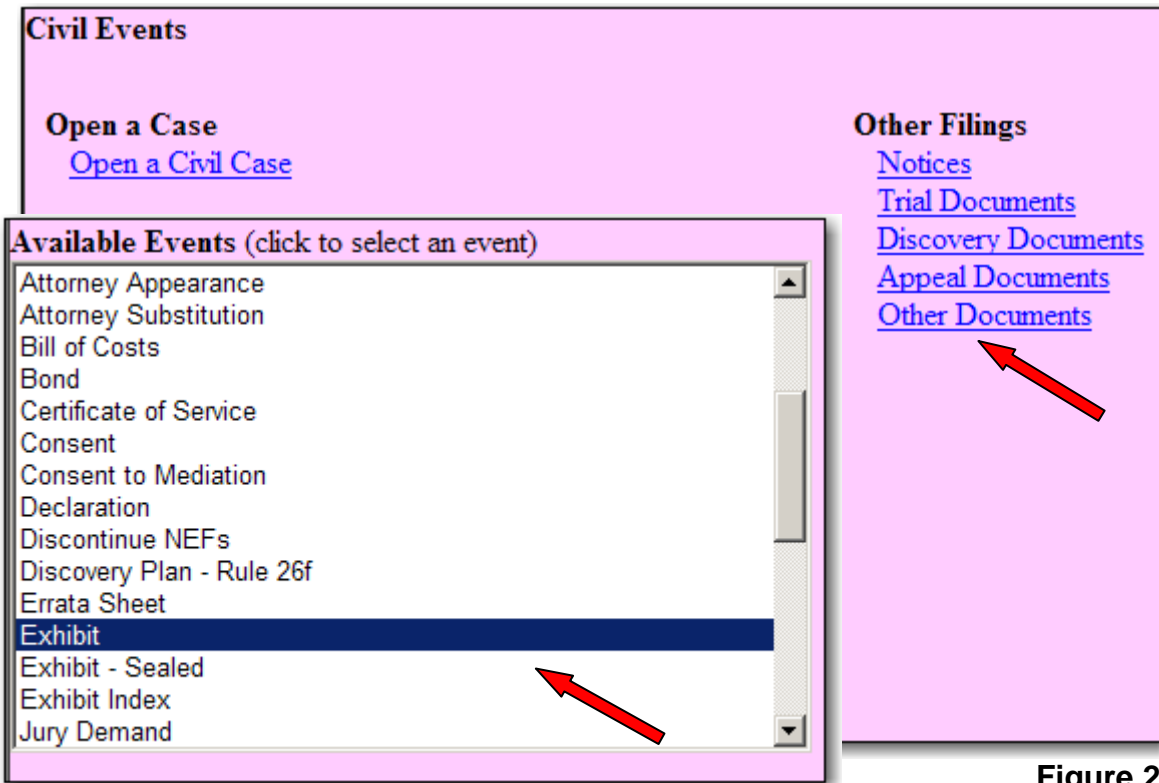 Civil Events
Open a Case
Open a Civil Case
Other Filings
Notices
Trial Documents
Discovery Documents
Appeal Documents
Other Documents
Available Events (click to select an event)
Attorney Appearance
Attorney Substitution
Bill of Costs
Bond
Certificate of Service
Consent
Consent to Mediation
Declaration
Discontinue NEFs
Discovery Plan - Rule 26f
Errata Sheet
Exhibit
Exhibit - Sealed
Exhibit Index
Jury Demand
Figure 2